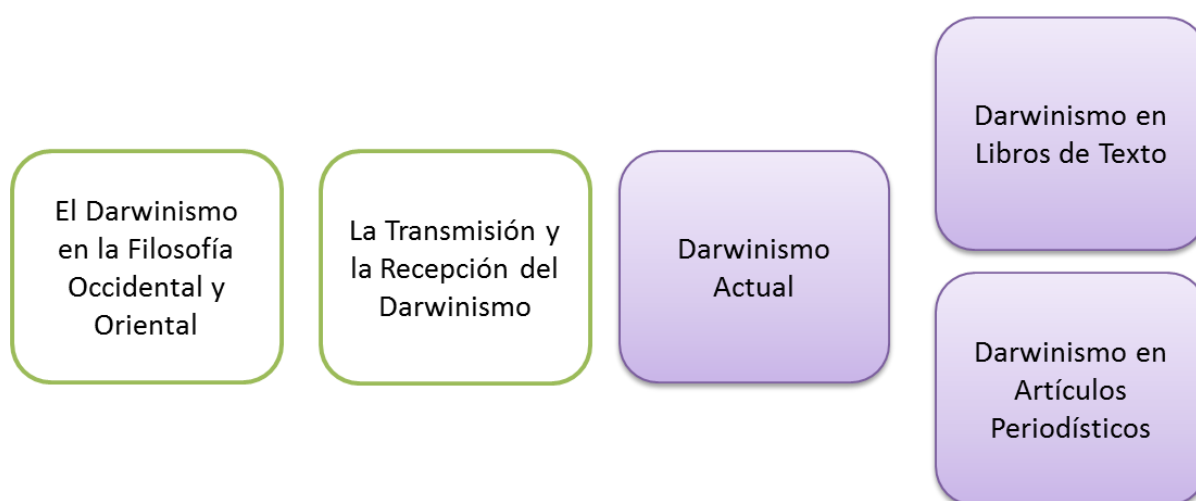 El Darwinismo
en la Filosofía
Occidental y
Oriental
La Transmisión y
la Recepción del
Darwinismo
Darwinismo
Actual
Darwinismo en
Libros de Texto
Darwinismo en
Artículos
Periodísticos